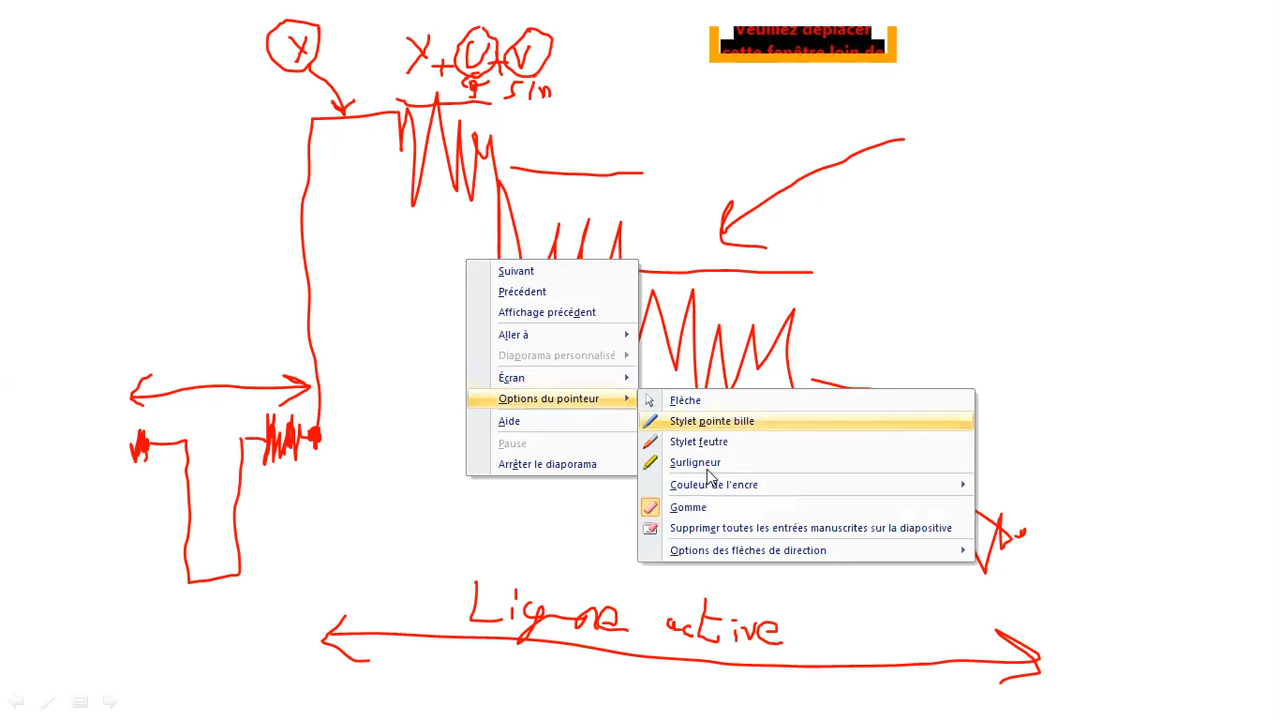 Veuillez déplacer
cette fenêtre loin de
X
X + U + V
sin
Suivant
Précédent
Affichage précédent
Aller à
Diaporama personnalisé
Écran
Options du pointeur
Aide
Pause
Arrêter le diaporama
Flèche
Stylet pointe bille
Stylet feutre
Surligneur
Couleur de l'encre
Gomme
Supprimer toutes les entrées manuscrites sur la diapositive
Options des flèches de direction
Ligne active